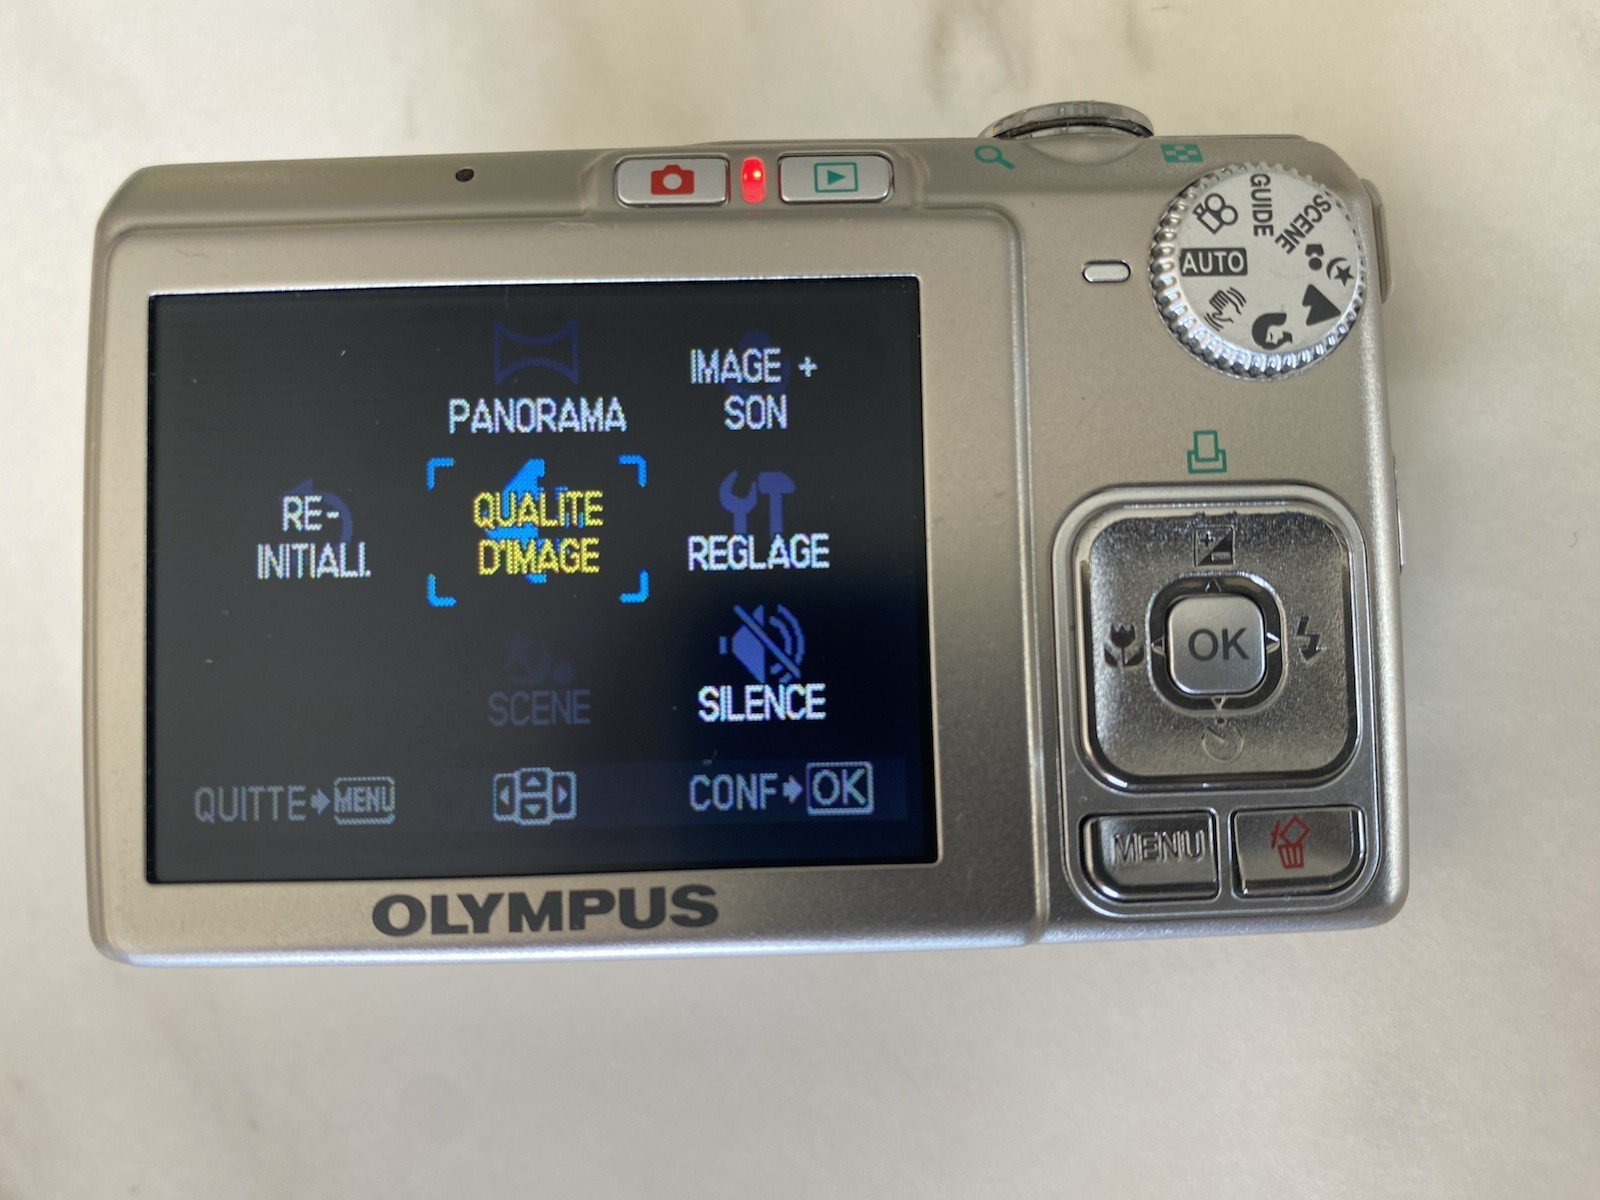 GUIDE
SCENE
AUTO
PANORAMA
IMAGE +
SON
RE-
INITIALI.
QUALITE
D'IMAGE
REGLAGE
SCENE
SILENCE
QUITTE MENU
CONF OK
OK
MENU
OLYMPUS